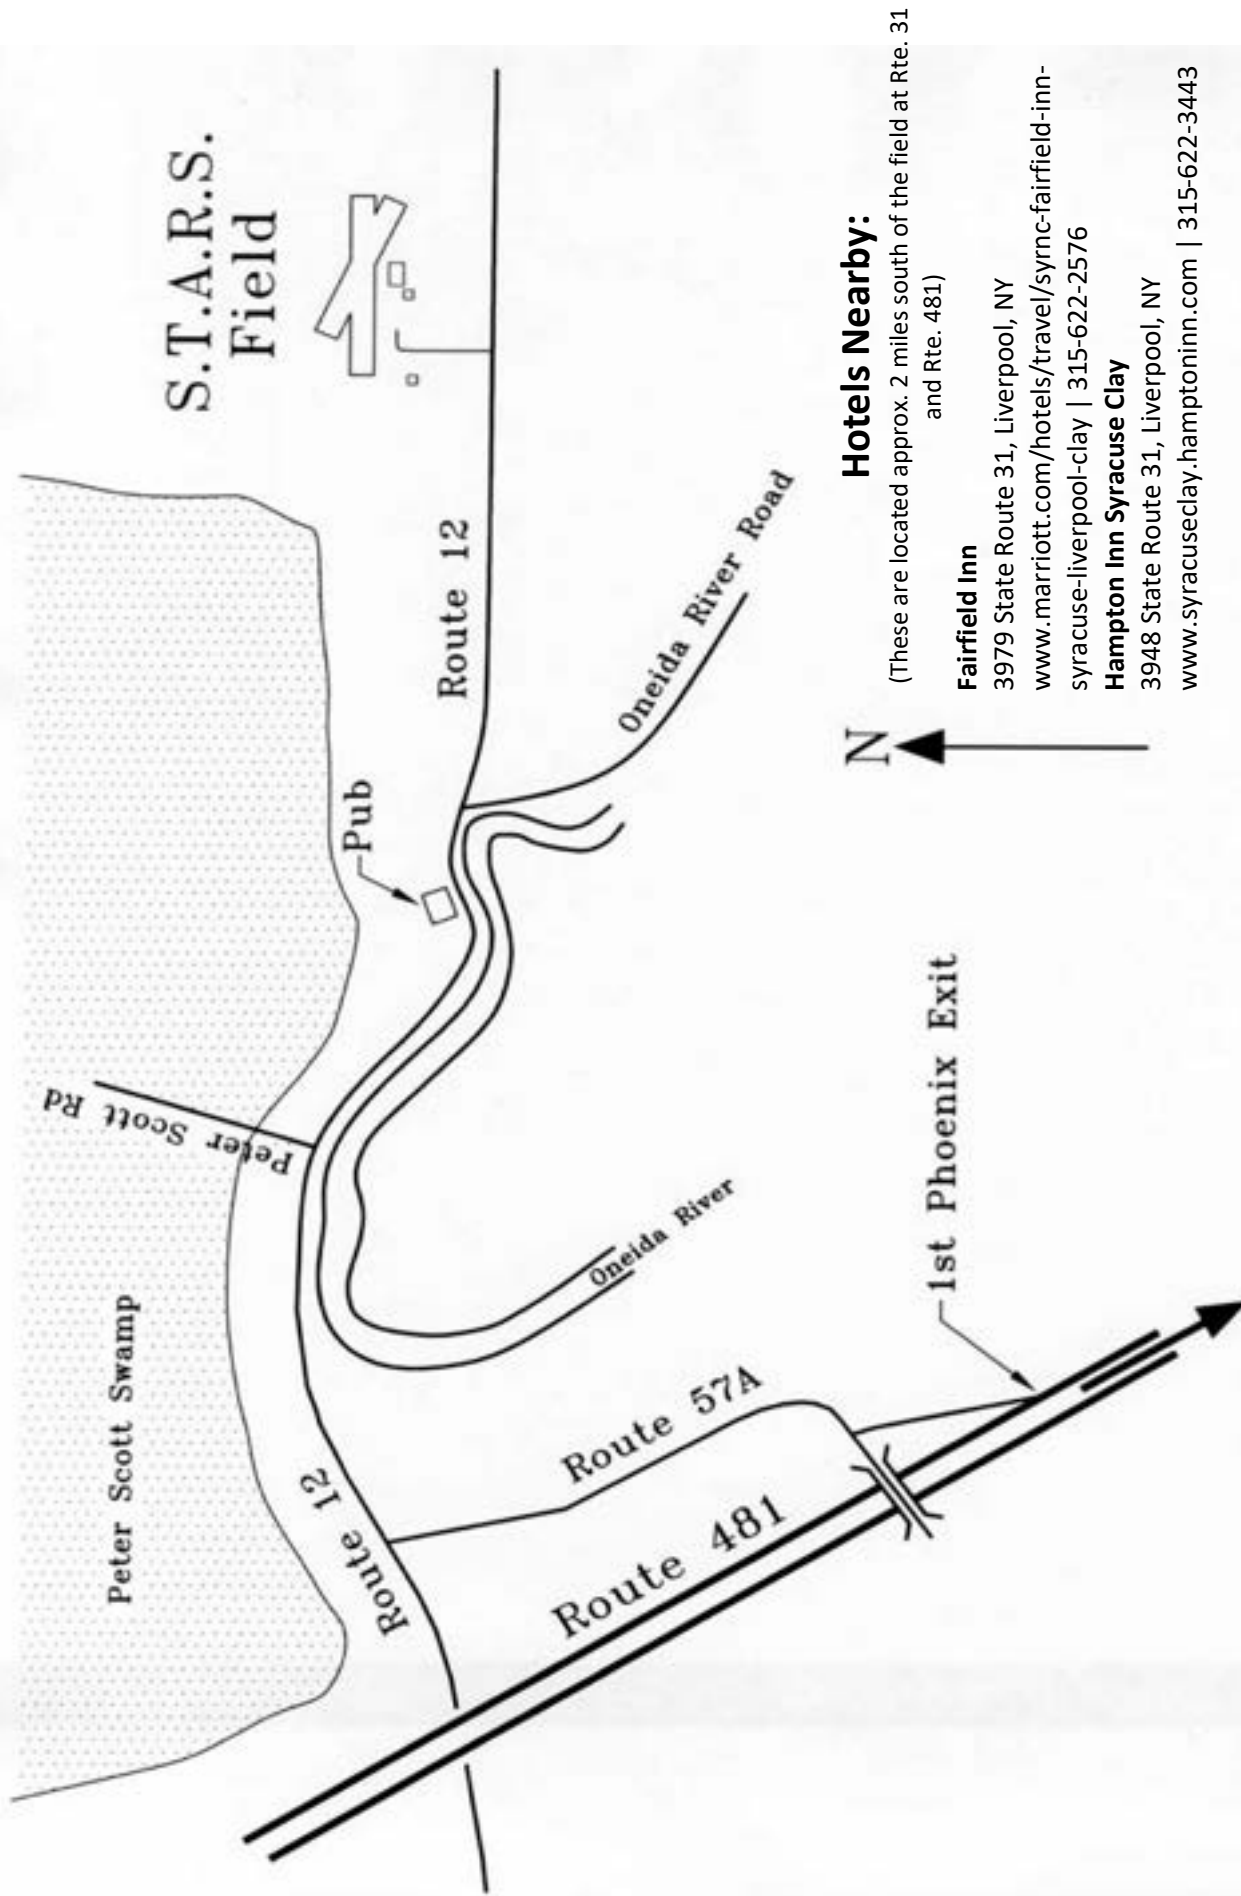 S.T.A.R.S.
Field
Peter Scott Swamp
Peter Scott Rd
Pub
Route 12
Route 12
Oneida River Road
Oneida River
Route 57A
Route 481
1st Phoenix Exit
N
Hotels Nearby:
(These are located approx. 2 miles south of the field at Rte. 31
and Rte. 481)
Fairfield Inn
3979 State Route 31, Liverpool, NY
www.marriott.com/hotels/travel/syrnc-fairfield-inn-
syracuse-liverpool-clay | 315-622-2576
Hampton Inn Syracuse Clay
3948 State Route 31, Liverpool, NY
www.syracuseclay.hamptoninn.com | 315-622-3443